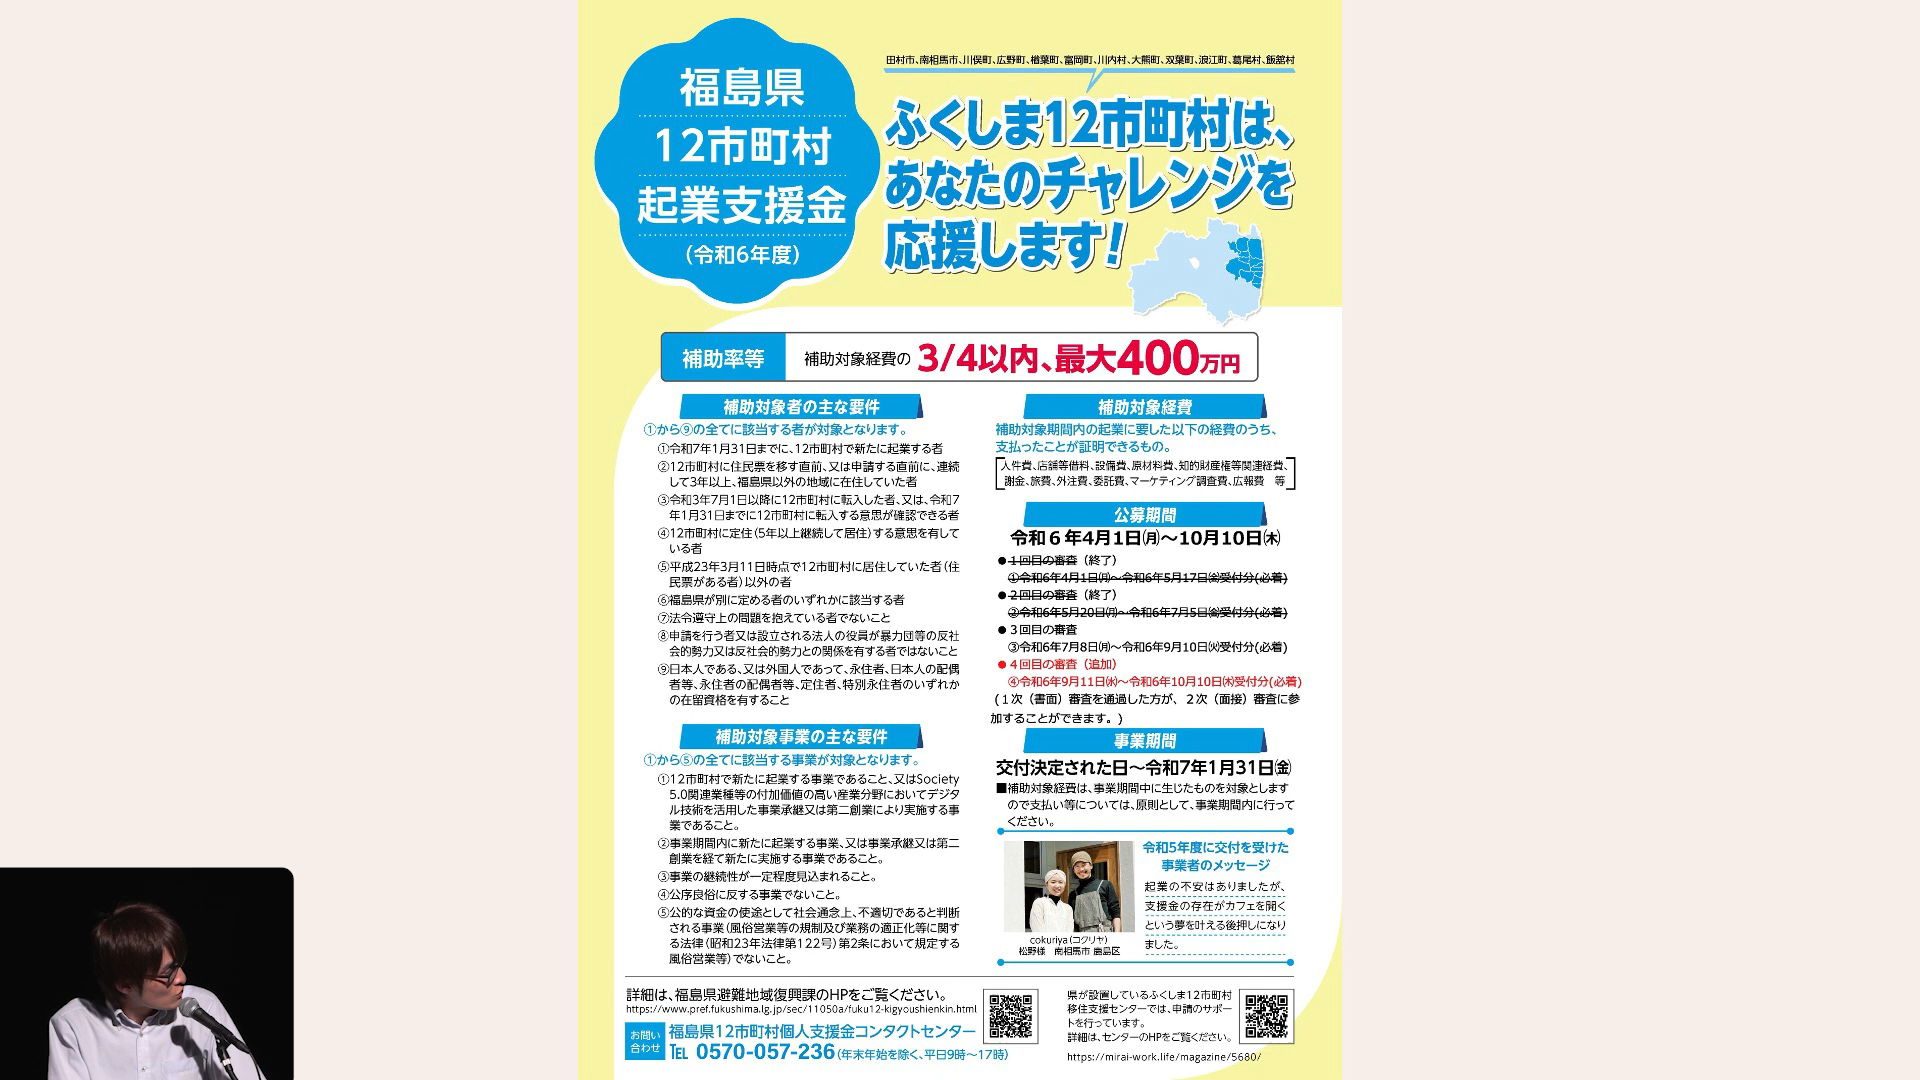 福島県
12市町村
起業支援金
(令和6年度)
田村市、南相馬市、川俣町、広野町、楢葉町、富岡町、川内村、大熊町、双葉町、浪江町、葛尾村、飯舘村
ふくしま12市町村は、
あなたのチャレンジを
応援します!
補助率等
補助対象経費の 3/4以内、最大400万円
補助対象者の主な要件
①から⑨の全てに該当する者が対象となります。
①令和7年1月31日までに、12市町村で新たに起業する者
②12市町村に住民票を移す直前、又は申請する直前に、連続
して3年以上、福島県以外の地域に在住していた者
③令和3年7月1日以降に12市町村に転入した者、又は、令和7
年1月31日までに12市町村に転入する意思が確認できる者
④12市町村に定住(5年以上継続して居住)する意思を有して
いる者
⑤平成23年3月11日時点で12市町村に居住していた者(住
民票がある者)以外の者
⑥福島県が別に定める者のいずれかに該当する者
⑦法令遵守上の問題を抱えている者でないこと
⑧申請を行う者又は設立される法人の役員が暴力団等の反社
会的勢力又は反社会的勢力との関係を有する者ではないこと
⑨日本人である、又は外国人であって、永住者、日本人の配偶
者等、永住者の配偶者等、定住者、特別永住者のいずれか
の在留資格を有すること
補助対象事業の主な要件
①から⑤の全てに該当する事業が対象となります。
①12市町村で新たに起業する事業であること、又はSociety
5.0関連業種等の付加価値の高い産業分野においてデジタ
ル技術を活用した事業承継又は第二創業により実施する事
業であること。
②事業期間内に新たに起業する事業、又は事業承継又は第二
創業を経て新たに実施する事業であること。
③事業の継続性が一定程度見込まれること。
④公序良俗に反する事業でないこと。
⑤公的な資金の使途として社会通念上、不適切であると判断
される事業(風俗営業等の規制及び業務の適正化等に関す
る法律(昭和23年法律第122号)第2条において規定する
風俗営業等)でないこと。
補助対象経費
補助対象期間内の起業に要した以下の経費のうち、
支払ったことが証明できるもの。
人件費、店舗等借料、設備費、原材料費、知的財産権等関連経費、
謝金、旅費、外注費、委託費、マーケティング調査費、広報費 等
公募期間
令和6年4月1日㈪~10月10日㈭
●1回目の審査(終了)
①令和6年4月1日㈪~令和6年5月17日㈮受付分(必着)
●2回目の審査(終了)
②令和6年5月20日㈪~令和6年7月5日㈮受付分(必着)
●3回目の審査
③令和6年7月8日㈪~令和6年9月10日㈫受付分(必着)
●4回目の審査(追加)
④令和6年9月11日㈬~令和6年10月10日㈭受付分(必着)
(1次(書面)審査を通過した方が、2次(面接)審査に参
加することができます。)
事業期間
交付決定された日~令和7年1月31日㈮
■補助対象経費は、事業期間中に生じたものを対象とします
ので支払い等については、原則として、事業期間内に行って
ください。
令和5年度に交付を受けた
事業者のメッセージ
起業の不安はありましたが、
支援金の存在がカフェを開く
という夢を叶える後押しになり
ました。
cokuriya(コクリヤ)
松野様 南相馬市 鹿島区
詳細は、福島県避難地域復興課のHPをご覧ください。
https://www.pref.fukushima.lg.jp/sec/11050a/fuku12-kigyoushienkin.html
お問い
合わせ
福島県12市町村個人支援金コンタクトセンター
TEL 0570-057-236(年末年始を除く、平日9時~17時)
県が設置しているふくしま12市町村
移住支援センターでは、申請のサポー
トを行っています。
詳細は、センターのHPをご覧ください。
https://mirai-work.life/magazine/5680/